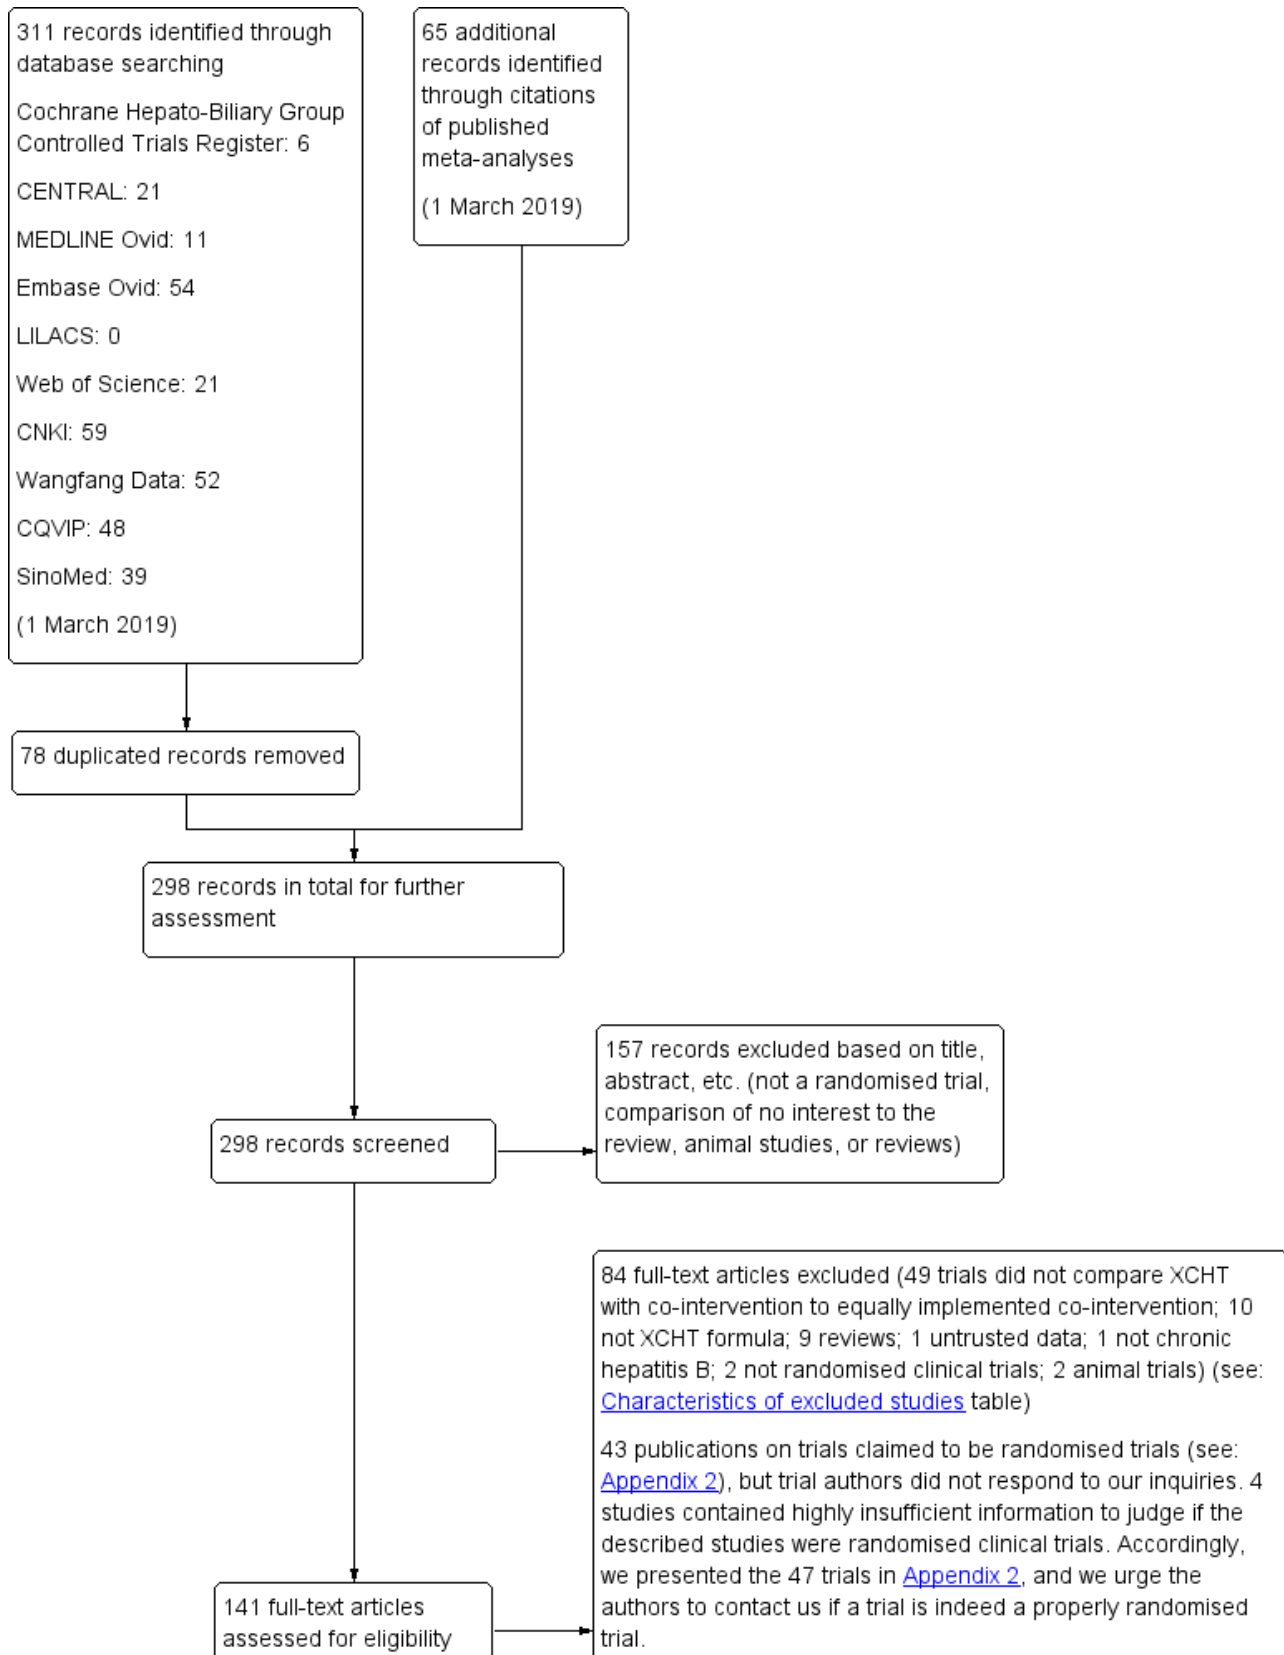 311 records identified through
database searching
Cochrane Hepato-Biliary Group
Controlled Trials Register: 6
CENTRAL: 21
MEDLINE Ovid: 11
Embase Ovid: 54
LILACS: 0
Web of Science: 21
CNKI: 59
Wangfang Data: 52
CQVIP: 48
SinoMed: 39
(1 March 2019)
65 additional
records identified
through citations
of published
meta-analyses
(1 March 2019)
78 duplicated records removed
298 records in total for further
assessment
298 records screened
157 records excluded based on title,
abstract, etc. (not a randomised trial,
comparison of no interest to the
review, animal studies, or reviews)
141 full-text articles
assessed for eligibility
84 full-text articles excluded (49 trials did not compare XCHT
with co-intervention to equally implemented co-intervention; 10
not XCHT formula; 9 reviews; 1 untrusted data; 1 not chronic
hepatitis B; 2 not randomised clinical trials; 2 animal trials) (see:
Characteristics of excluded studies table)
43 publications on trials claimed to be randomised trials (see:
Appendix 2), but trial authors did not respond to our inquiries. 4
studies contained highly insufficient information to judge if the
described studies were randomised clinical trials. Accordingly,
we presented the 47 trials in Appendix 2, and we urge the
authors to contact us if a trial is indeed a properly randomised
trial.